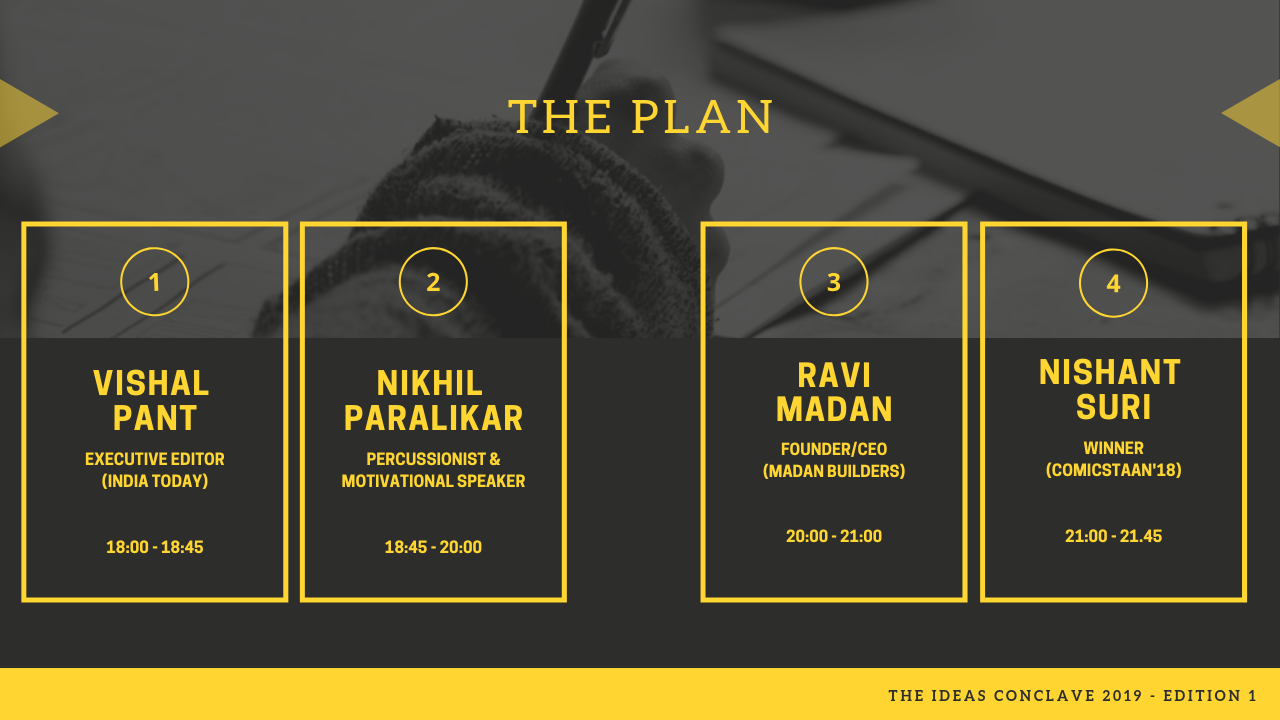 THE PLAN
1
VISHAL
PANT
EXECUTIVE EDITOR
(INDIA TODAY)
18:00 - 18:45
2
NIKHIL
PARALIKAR
PERCUSSIONIST &
MOTIVATIONAL SPEAKER
18:45 - 20:00
3
RAVI
MADAN
FOUNDER/CEO
(MADAN BUILDERS)
20:00 - 21:00
4
NISHANT
SURI
WINNER
(COMICSTAAN'18)
21:00 - 21.45
THE IDEAS CONCLAVE 2019 - EDITION 1